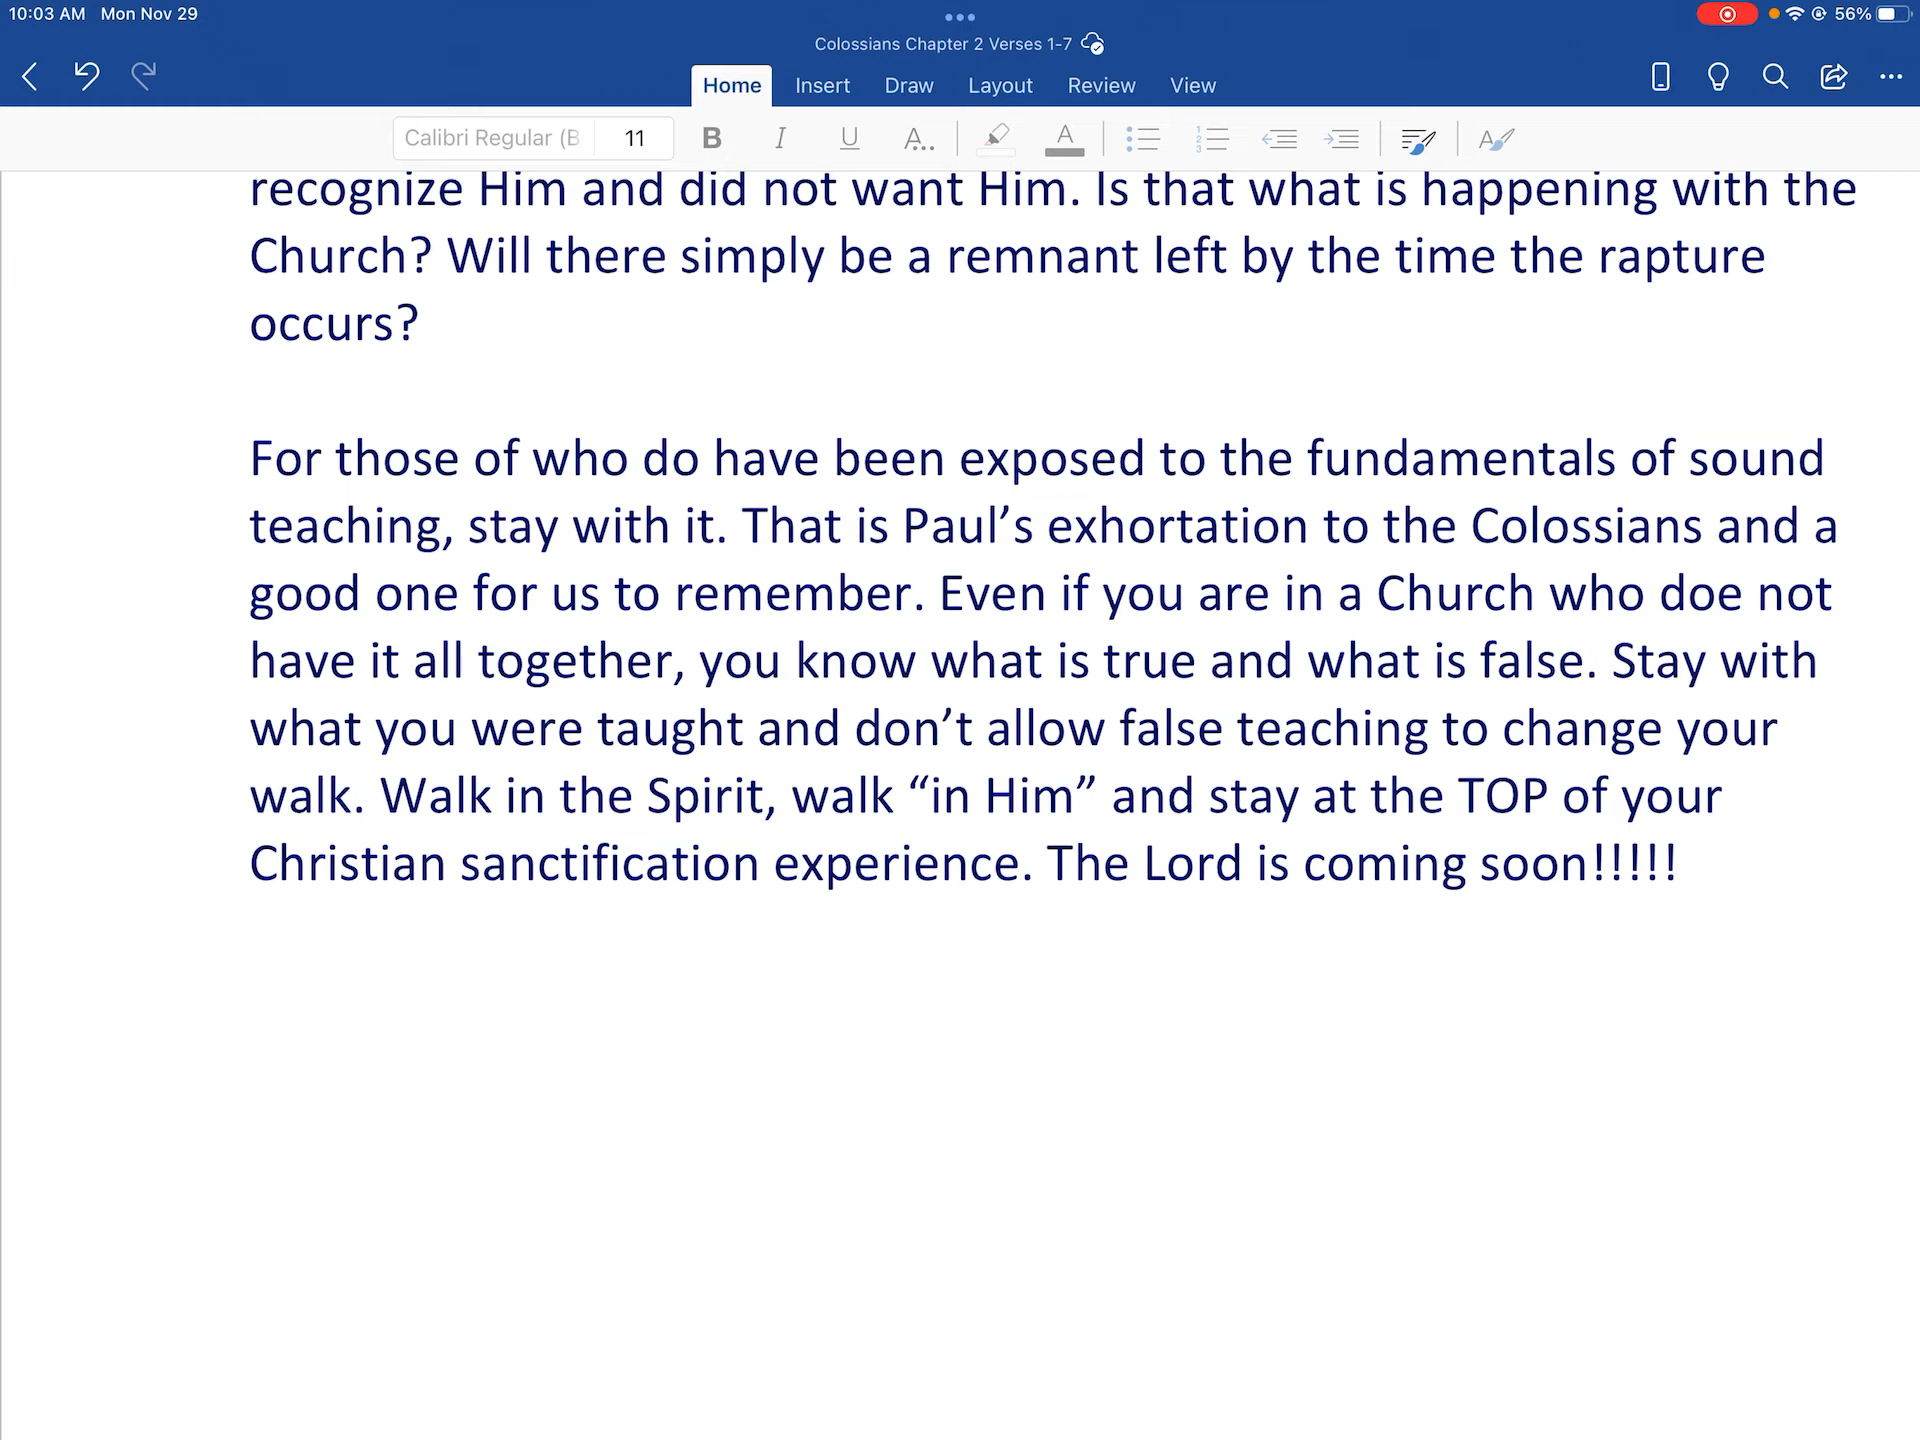 10:03 AM Mon Nov 29
56%
Colossians Chapter 2 Verses 1-7
Home Insert Draw Layout Review View
Calibri Regular (B 11 B I U A.. A A
recognize Him and did not want Him. Is that what is happening with the
Church? Will there simply be a remnant left by the time the rapture
occurs?
For those of who do have been exposed to the fundamentals of sound
teaching, stay with it. That is Paul’s exhortation to the Colossians and a
good one for us to remember. Even if you are in a Church who doe not
have it all together, you know what is true and what is false. Stay with
what you were taught and don’t allow false teaching to change your
walk. Walk in the Spirit, walk “in Him” and stay at the TOP of your
Christian sanctification experience. The Lord is coming soon!!!!!